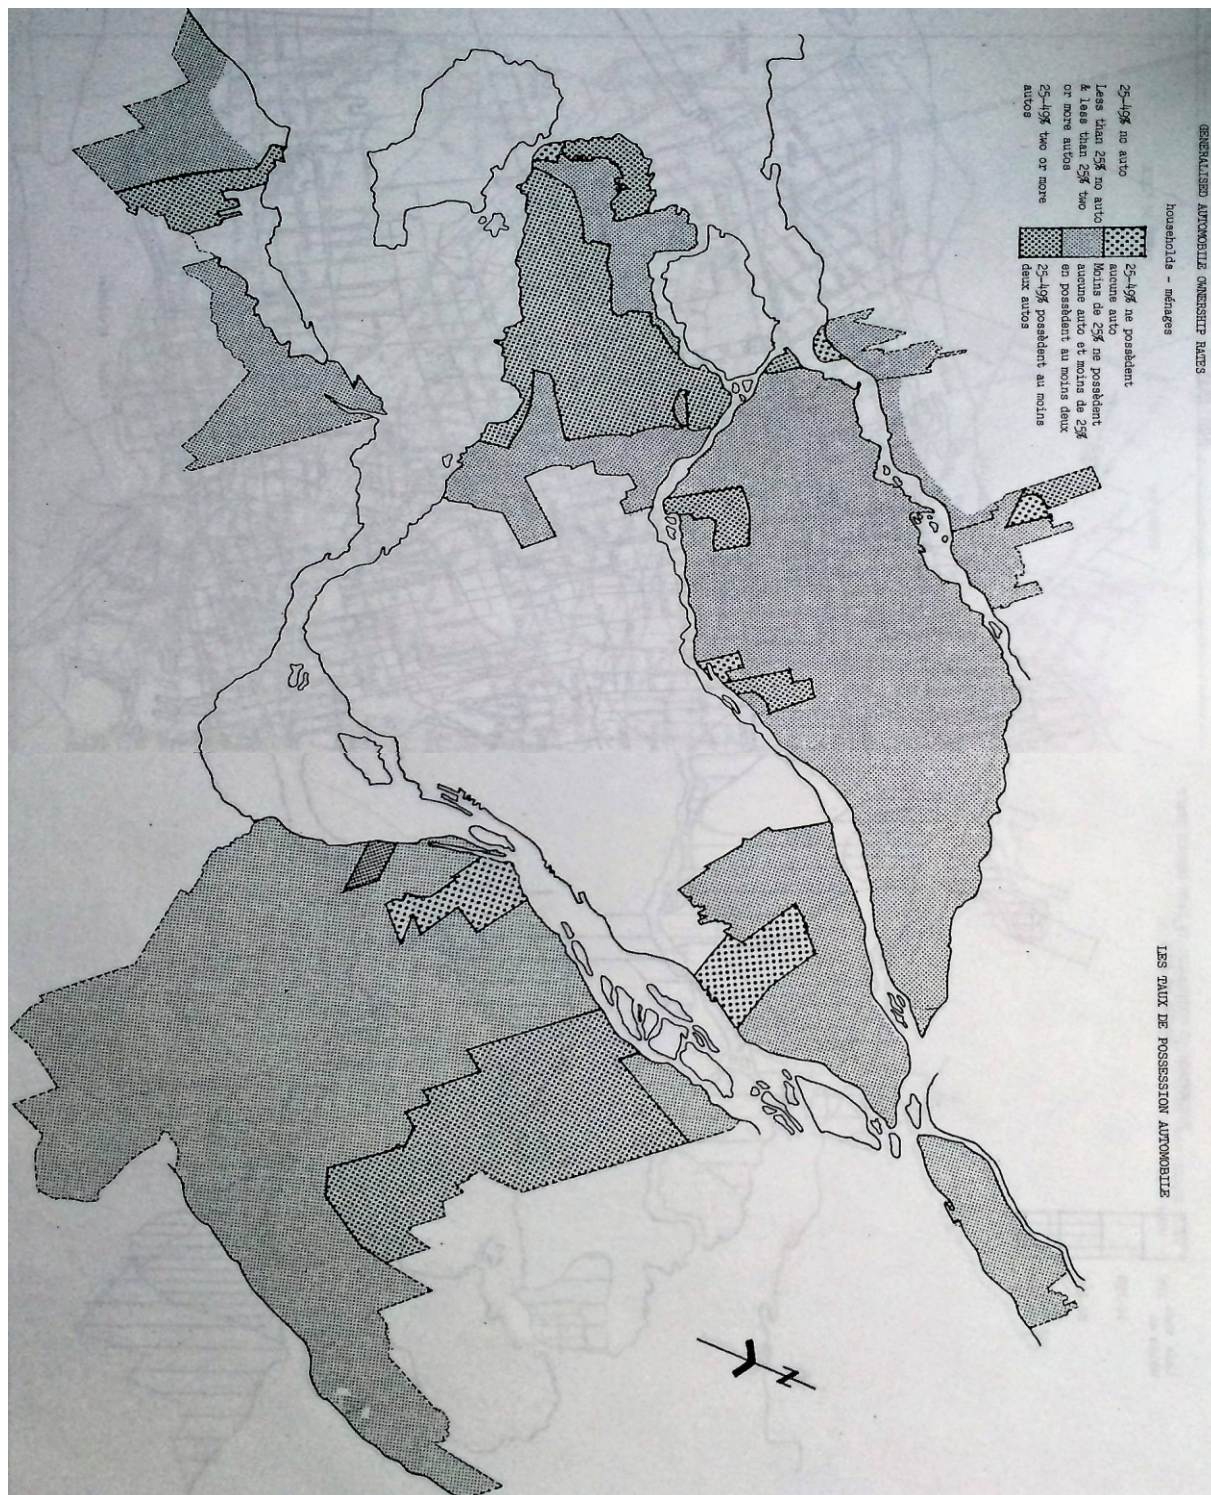 GENERALISED AUTOMOBILE OWNERSHIP RATES
LES TAUX DE POSSESSION AUTOMOBILE
households - ménages
25-49% no auto
Less than 25% no auto
& less than 25% two
or more autos
25-49% two or more
autos
25-49% ne possèdent
aucune auto
Moins de 25% ne possèdent
aucune auto et moins de 25%
en possèdent au moins deux
25-49% possèdent au moins
deux autos
N